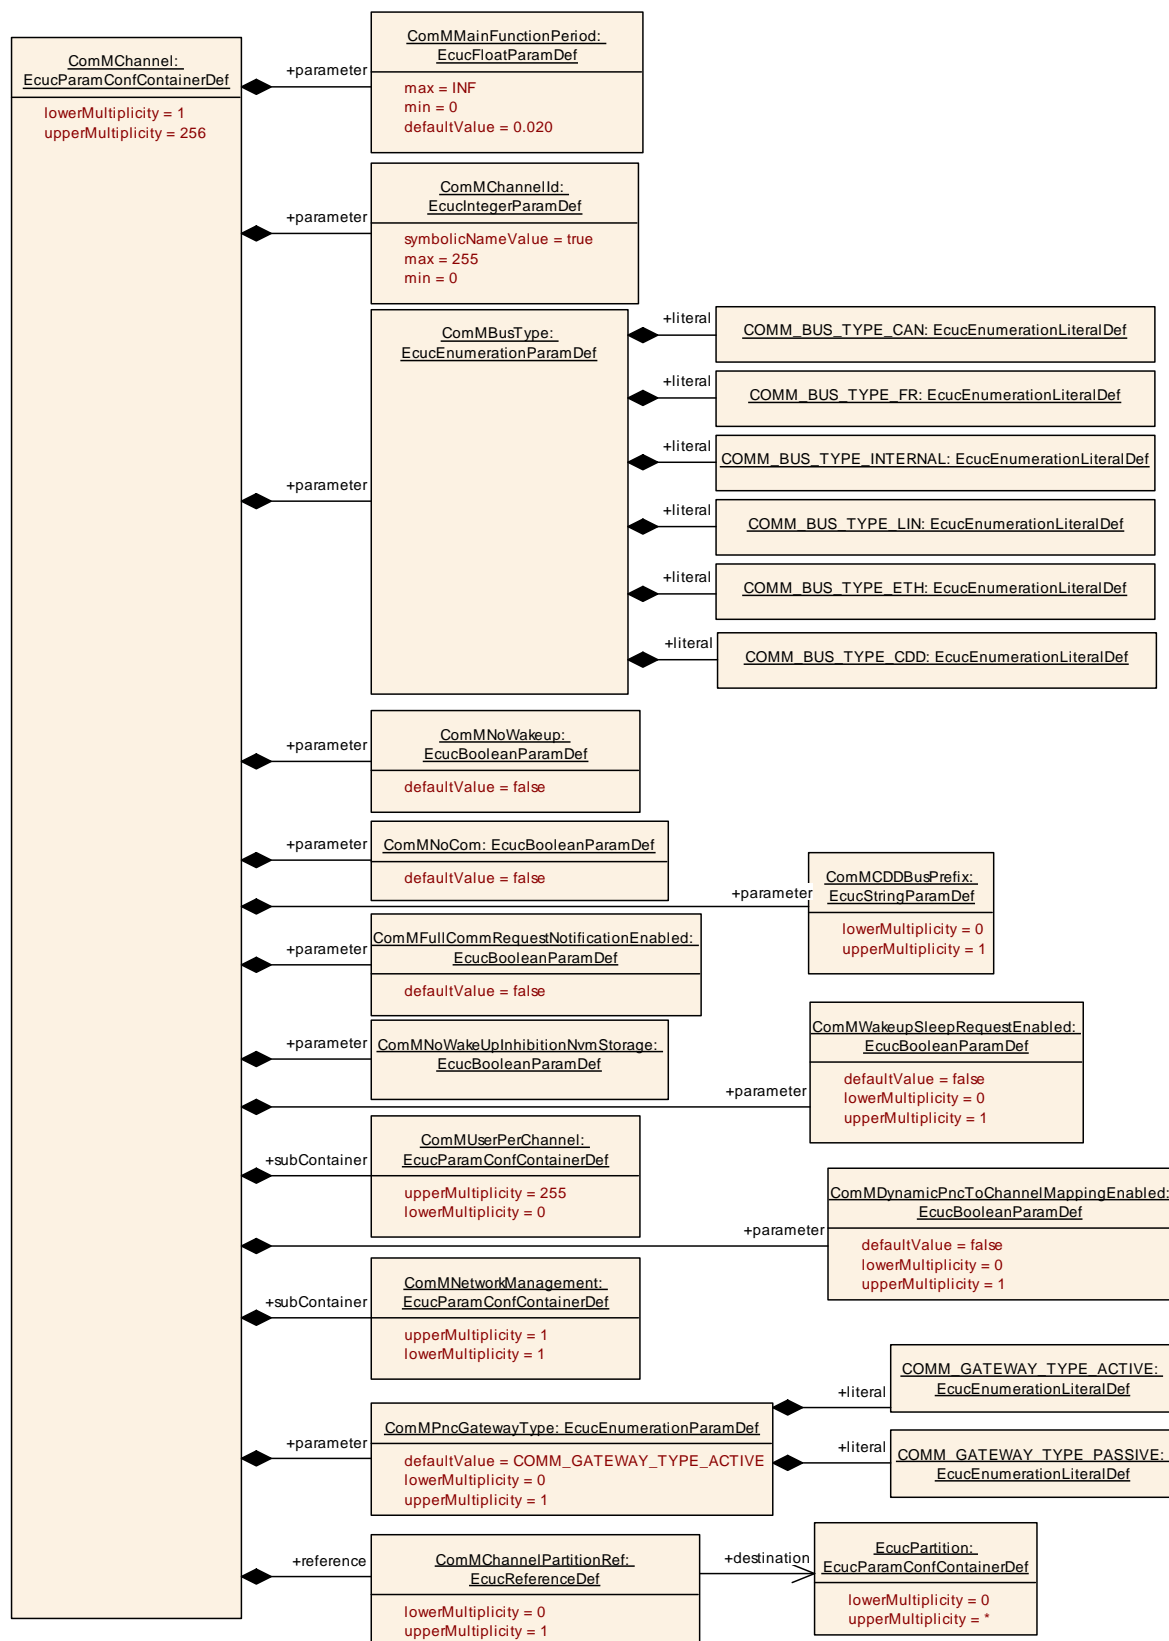 ComMChannel:
EcucParamConfContainerDef
lowerMultiplicity = 1
upperMultiplicity = 256
+parameter
ComMMainFunctionPeriod:
EcucFloatParamDef
max = INF
min = 0
defaultValue = 0.020
+parameter
ComMChannelId:
EcucIntegerParamDef
symbolicNameValue = true
max = 255
min = 0
+parameter
ComMBusType:
EcucEnumerationParamDef
+literal
COMM_BUS_TYPE_CAN: EcucEnumerationLiteralDef
+literal
COMM_BUS_TYPE_FR: EcucEnumerationLiteralDef
+literal
COMM_BUS_TYPE_INTERNAL: EcucEnumerationLiteralDef
+literal
COMM_BUS_TYPE_LIN: EcucEnumerationLiteralDef
+literal
COMM_BUS_TYPE_ETH: EcucEnumerationLiteralDef
+literal
COMM_BUS_TYPE_CDD: EcucEnumerationLiteralDef
+parameter
ComMNoWakeup:
EcucBooleanParamDef
defaultValue = false
+parameter
ComMNoCom: EcucBooleanParamDef
defaultValue = false
+parameter
ComMCDDBusPrefix:
EcucStringParamDef
lowerMultiplicity = 0
upperMultiplicity = 1
+parameter
ComMFullCommRequestNotificationEnabled:
EcucBooleanParamDef
defaultValue = false
+parameter
ComMNoWakeUpInhibitionNvmStorage:
EcucBooleanParamDef
+parameter
ComMWakeupSleepRequestEnabled:
EcucBooleanParamDef
defaultValue = false
lowerMultiplicity = 0
upperMultiplicity = 1
+subContainer
ComMUserPerChannel:
EcucParamConfContainerDef
upperMultiplicity = 255
lowerMultiplicity = 0
+parameter
ComMDynamicPncToChannelMappingEnabled:
EcucBooleanParamDef
defaultValue = false
lowerMultiplicity = 0
upperMultiplicity = 1
+subContainer
ComMNetworkManagement:
EcucParamConfContainerDef
upperMultiplicity = 1
lowerMultiplicity = 1
+parameter
ComMPncGatewayType: EcucEnumerationParamDef
defaultValue = COMM_GATEWAY_TYPE_ACTIVE
lowerMultiplicity = 0
upperMultiplicity = 1
+literal
COMM_GATEWAY_TYPE_ACTIVE:
EcucEnumerationLiteralDef
+literal
COMM_GATEWAY_TYPE_PASSIVE:
EcucEnumerationLiteralDef
+reference
ComMChannelPartitionRef:
EcucReferenceDef
lowerMultiplicity = 0
upperMultiplicity = 1
+destination
EcucPartition:
EcucParamConfContainerDef
lowerMultiplicity = 0
upperMultiplicity = *